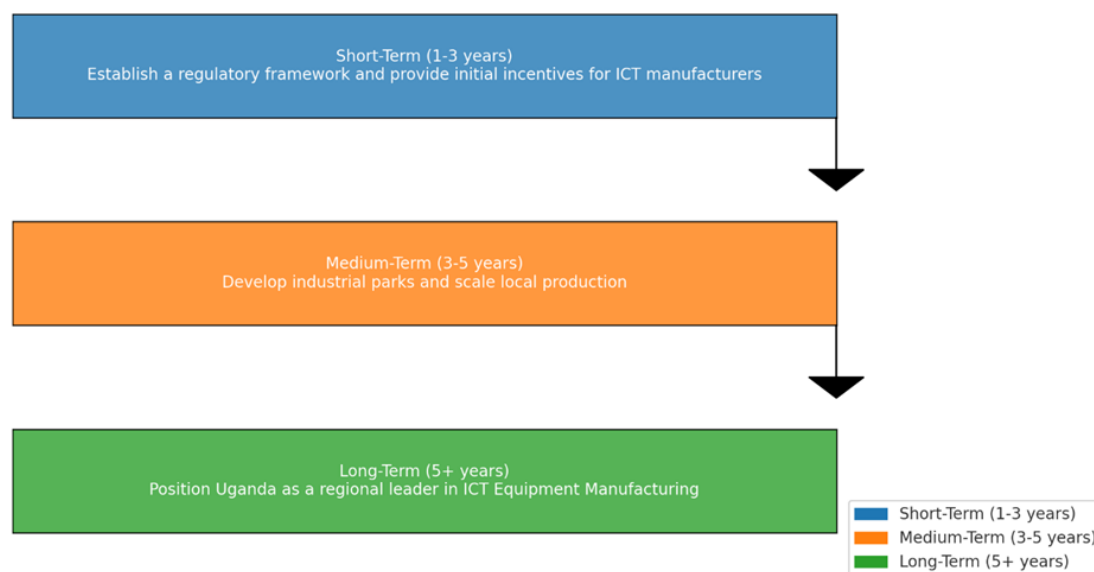 Short-Term (1-3 years)
Establish a regulatory framework and provide initial incentives for ICT manufacturers
Medium-Term (3-5 years)
Develop industrial parks and scale local production
Long-Term (5+ years)
Position Uganda as a regional leader in ICT Equipment Manufacturing
Short-Term (1-3 years)
Medium-Term (3-5 years)
Long-Term (5+ years)